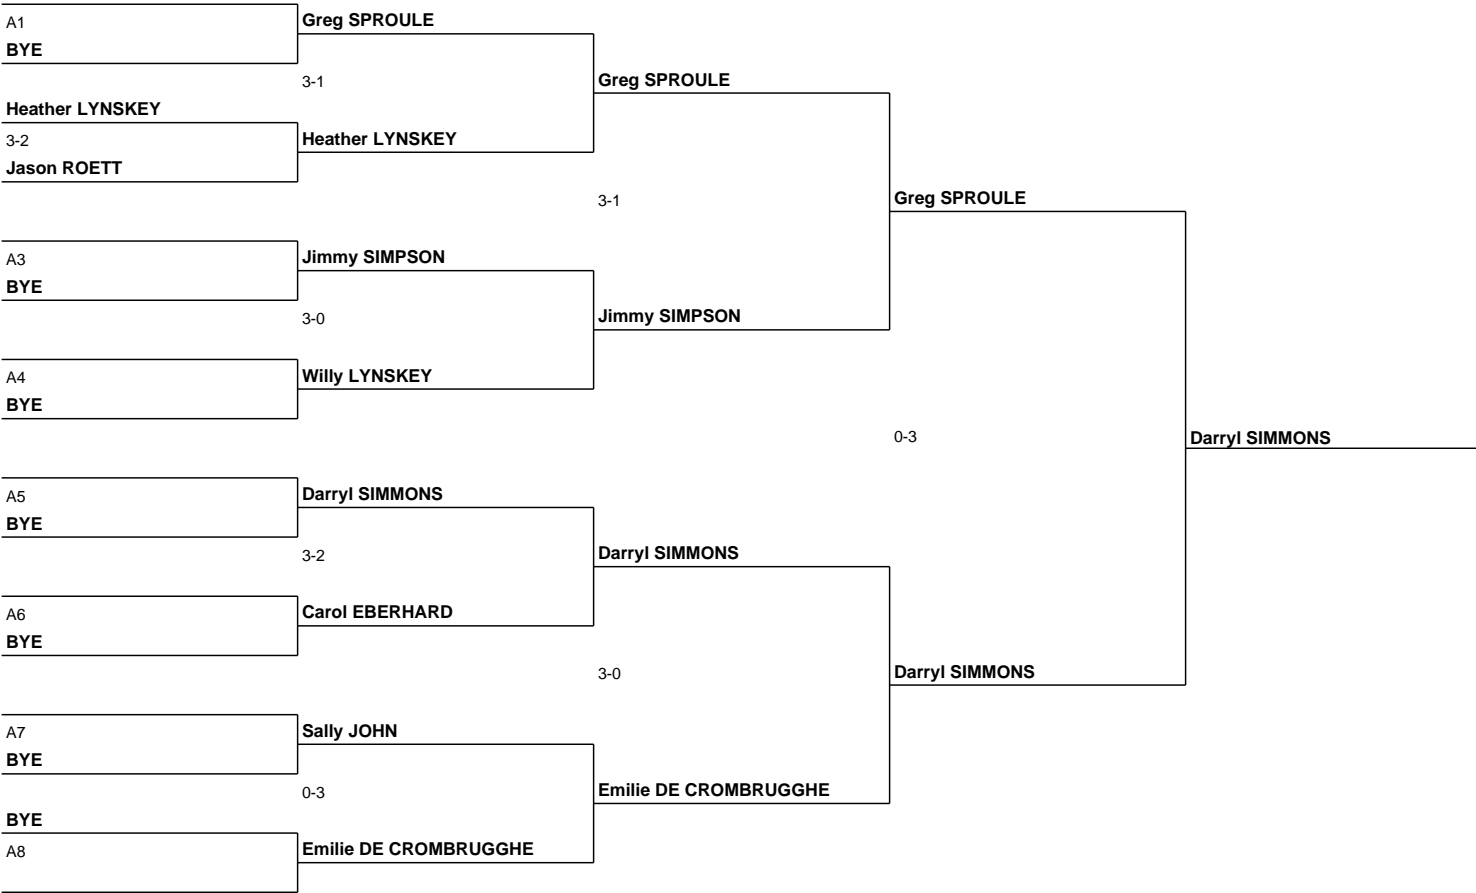 A1
BYE
Greg SPROULE
3-1
Greg SPROULE
Heather LYNSKEY
3-2
Jason ROETT
Heather LYNSKEY
3-1
Greg SPROULE
A3
BYE
Jimmy SIMPSON
3-0
Jimmy SIMPSON
A4
BYE
Willy LYNSKEY
0-3
Darryl SIMMONS
A5
BYE
Darryl SIMMONS
3-2
Darryl SIMMONS
A6
BYE
Carol EBERHARD
3-0
Darryl SIMMONS
A7
BYE
Sally JOHN
0-3
Emilie DE CROMBRUGGHE
BYE
A8
Emilie DE CROMBRUGGHE